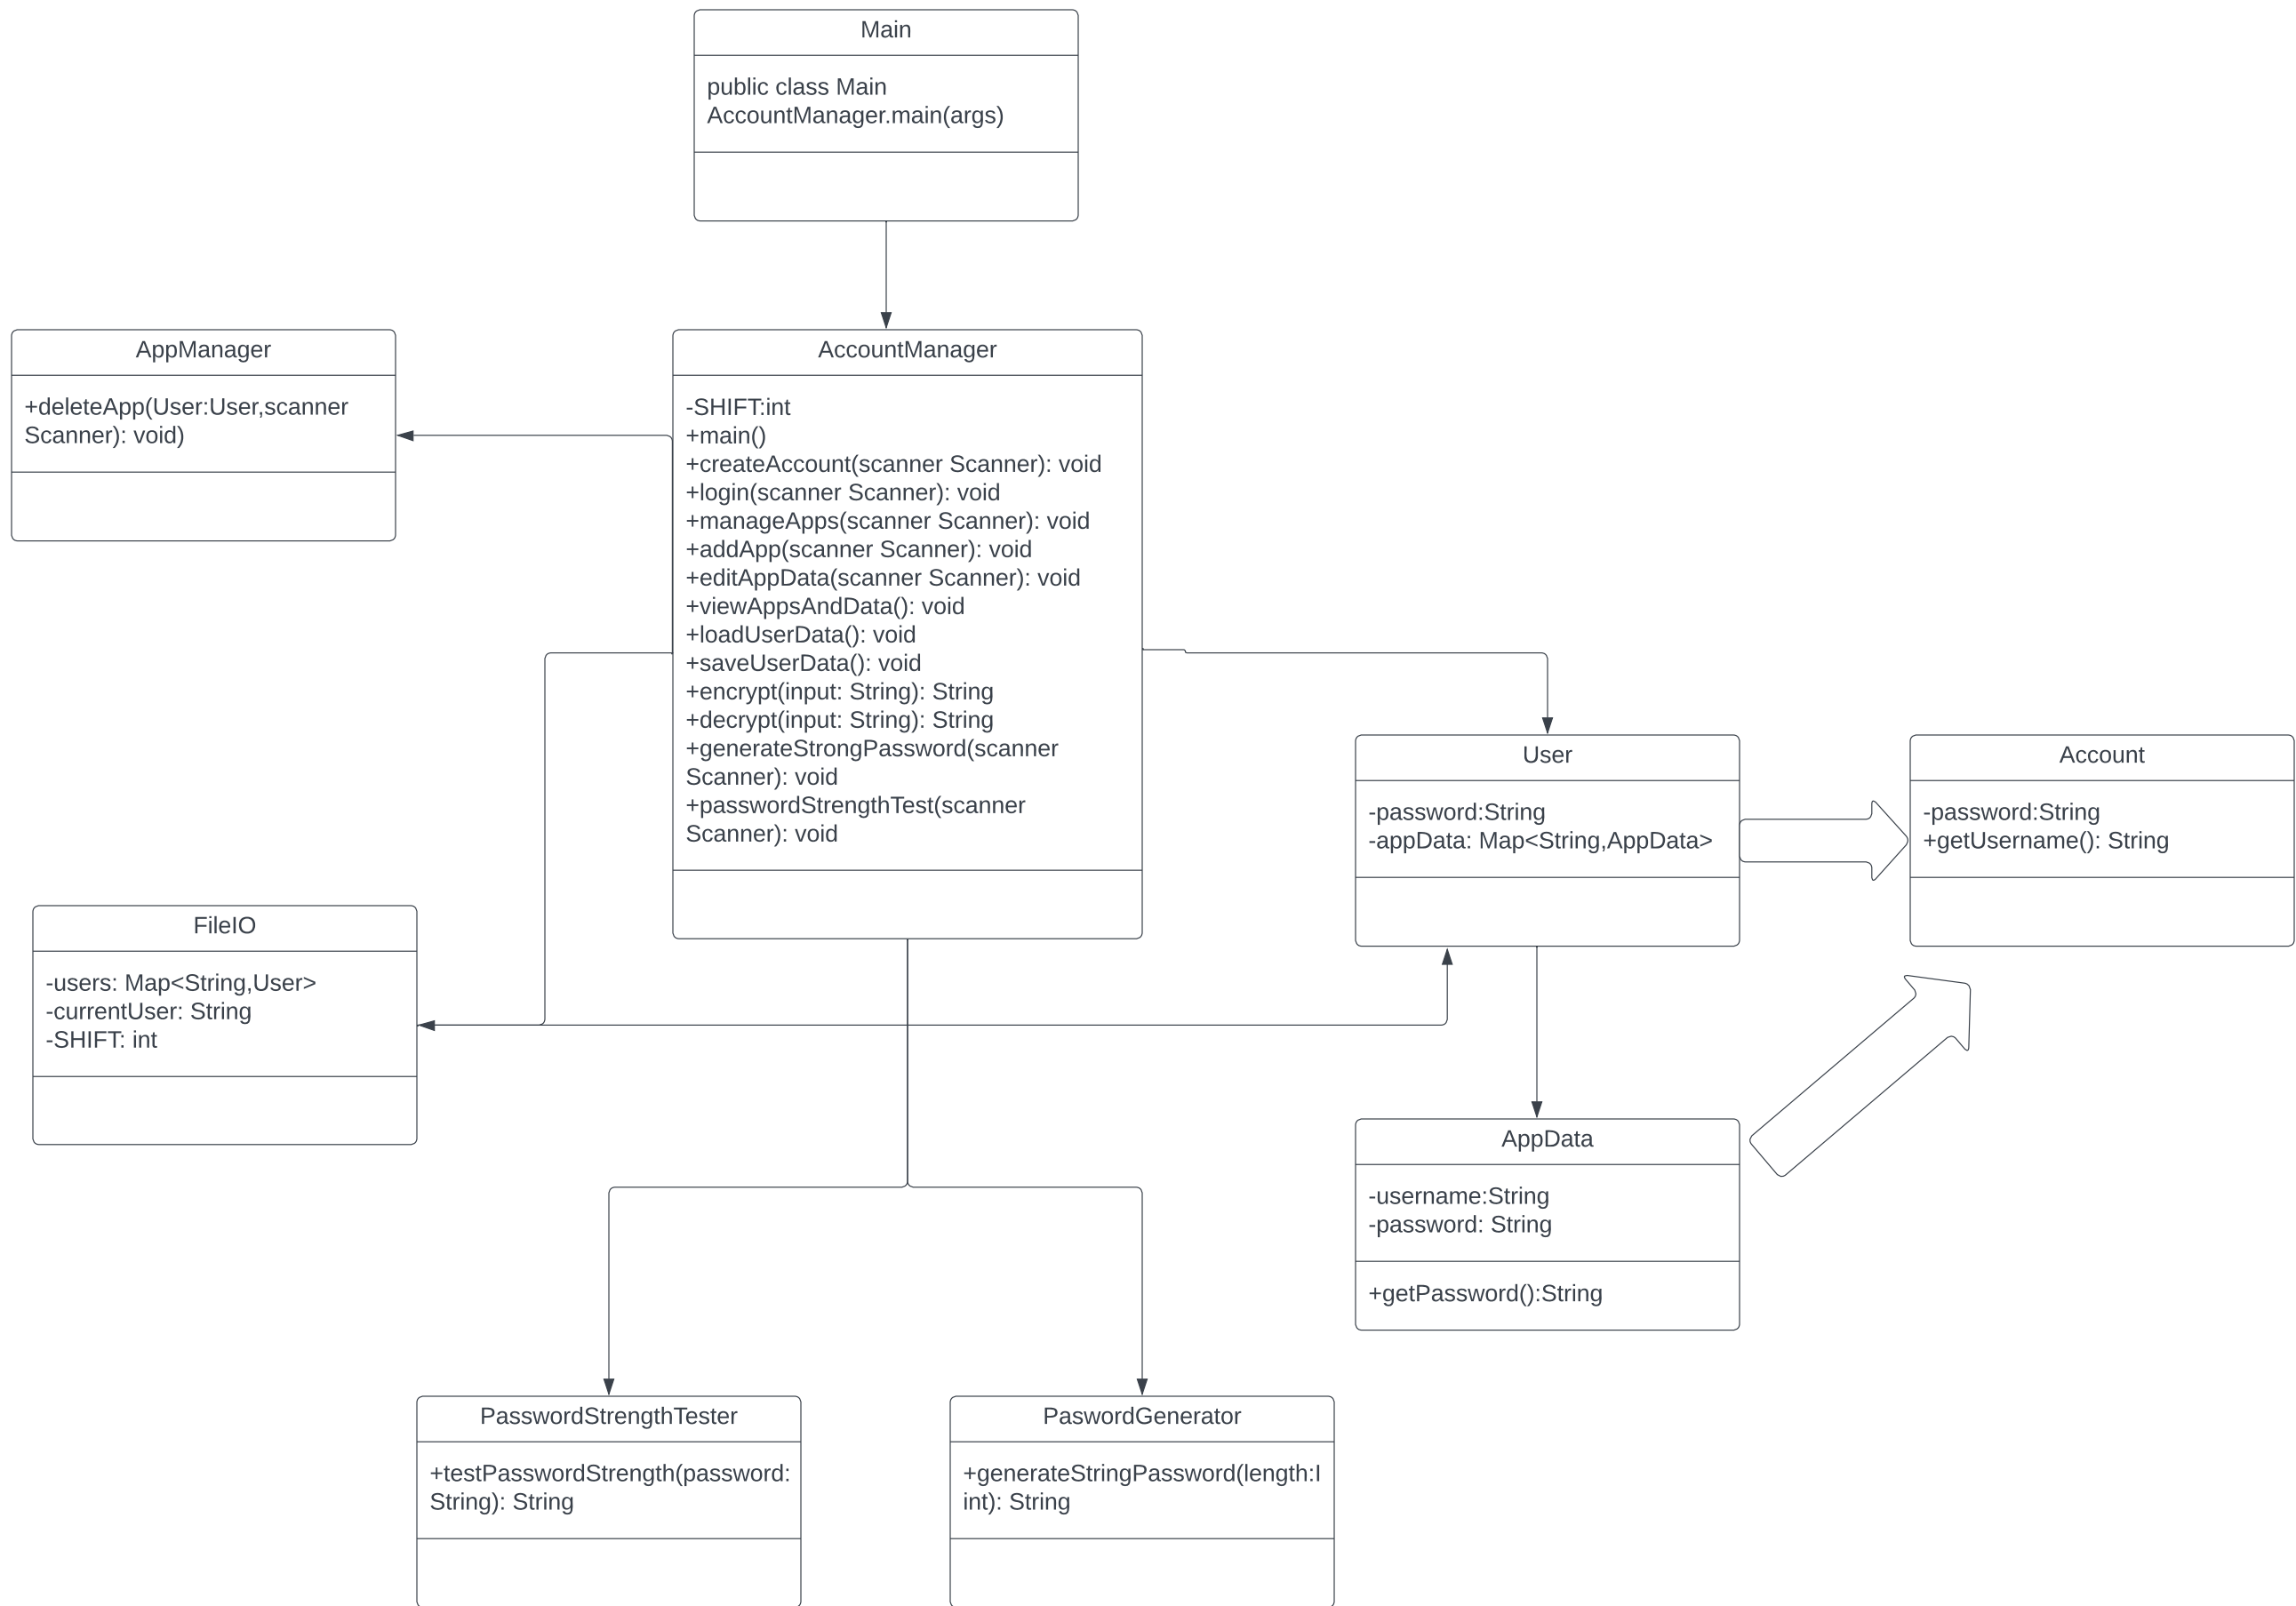 Main
public class Main
AccountManager.main(args)
AppManager
+deleteApp(User:User,scanner
Scanner): void)
AccountManager
-SHIFT:int
+main()
+createAccount(scanner Scanner): void
+login(scanner Scanner): void
+manageApps(scanner Scanner): void
+addApp(scanner Scanner): void
+editAppData(scanner Scanner): void
+viewAppsAndData(): void
+loadUserData(): void
+saveUserData(): void
+encrypt(input: String): String
+decrypt(input: String): String
+generateStrongPassword(scanner
Scanner): void
+passwordStrengthTest(scanner
Scanner): void
User
-password:String
-appData: Map<String,AppData>
Account
-password:String
+getUsername(): String
FileIO
-users: Map<String,User>
-currentUser: String
-SHIFT: int
AppData
-username:String
-password: String
+getPassword():String
PasswordStrengthTester
+testPasswordStrength(password:
String): String
PaswordGenerator
+generateStringPassword(length:I
int): String